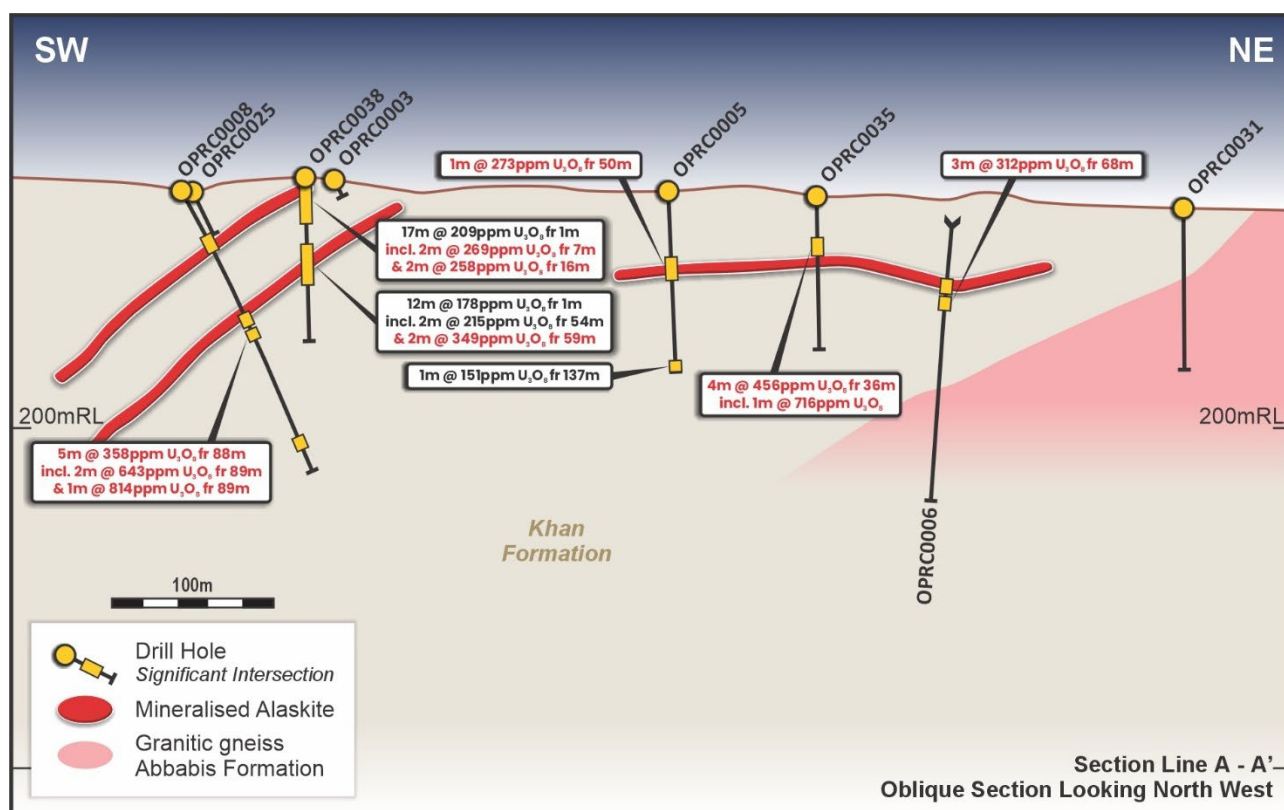 SW
NE
OPRC0008
OPRC0025
OPRC0038
OPRC0003
OPRC0005
OPRC0035
OPRC0031
1m @ 273ppm U₃O₈ fr 50m
3m @ 312ppm U₃O₈ fr 68m
17m @ 209ppm U₃O₈ fr 1m
incl. 2m @ 269ppm U₃O₈ fr 7m
& 2m @ 258ppm U₃O₈ fr 16m
12m @ 178ppm U₃O₈ fr 1m
incl. 2m @ 215ppm U₃O₈ fr 54m
& 2m @ 349ppm U₃O₈ fr 59m
1m @ 151ppm U₃O₈ fr 137m
4m @ 456ppm U₃O₈ fr 36m
incl. 1m @ 716ppm U₃O₈
200mRL
200mRL
5m @ 358ppm U₃O₈ fr 88m
incl. 2m @ 643ppm U₃O₈ fr 89m
& 1m @ 814ppm U₃O₈ fr 89m
OPRC0006
Khan
Formation
100m
Drill Hole
Significant Intersection
Mineralised Alaskite
Granitic gneiss
Abbabis Formation
Section Line A - A'
Oblique Section Looking North West